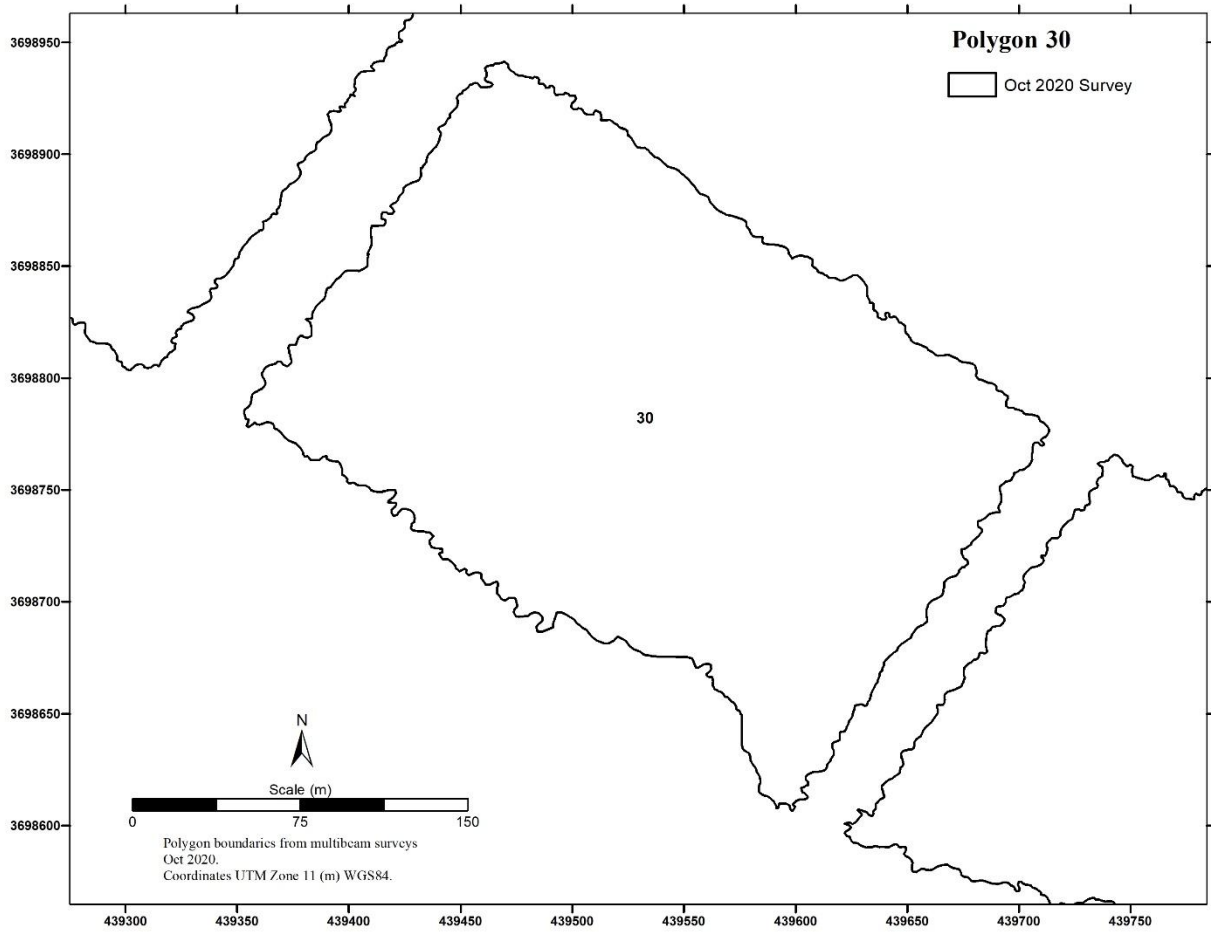 Polygon 30
Oct 2020 Survey
3698950
3698900
3698850
3698800
3698750
3698700
3698650
3698600
30
N
Scale (m)
0 75 150
Polygon boundaries from multibeam surveys
Oct 2020.
Coordinates UTM Zone 11 (m) WGS84.
439300 439350 439400 439450 439500 439550 439600 439650 439700 439750